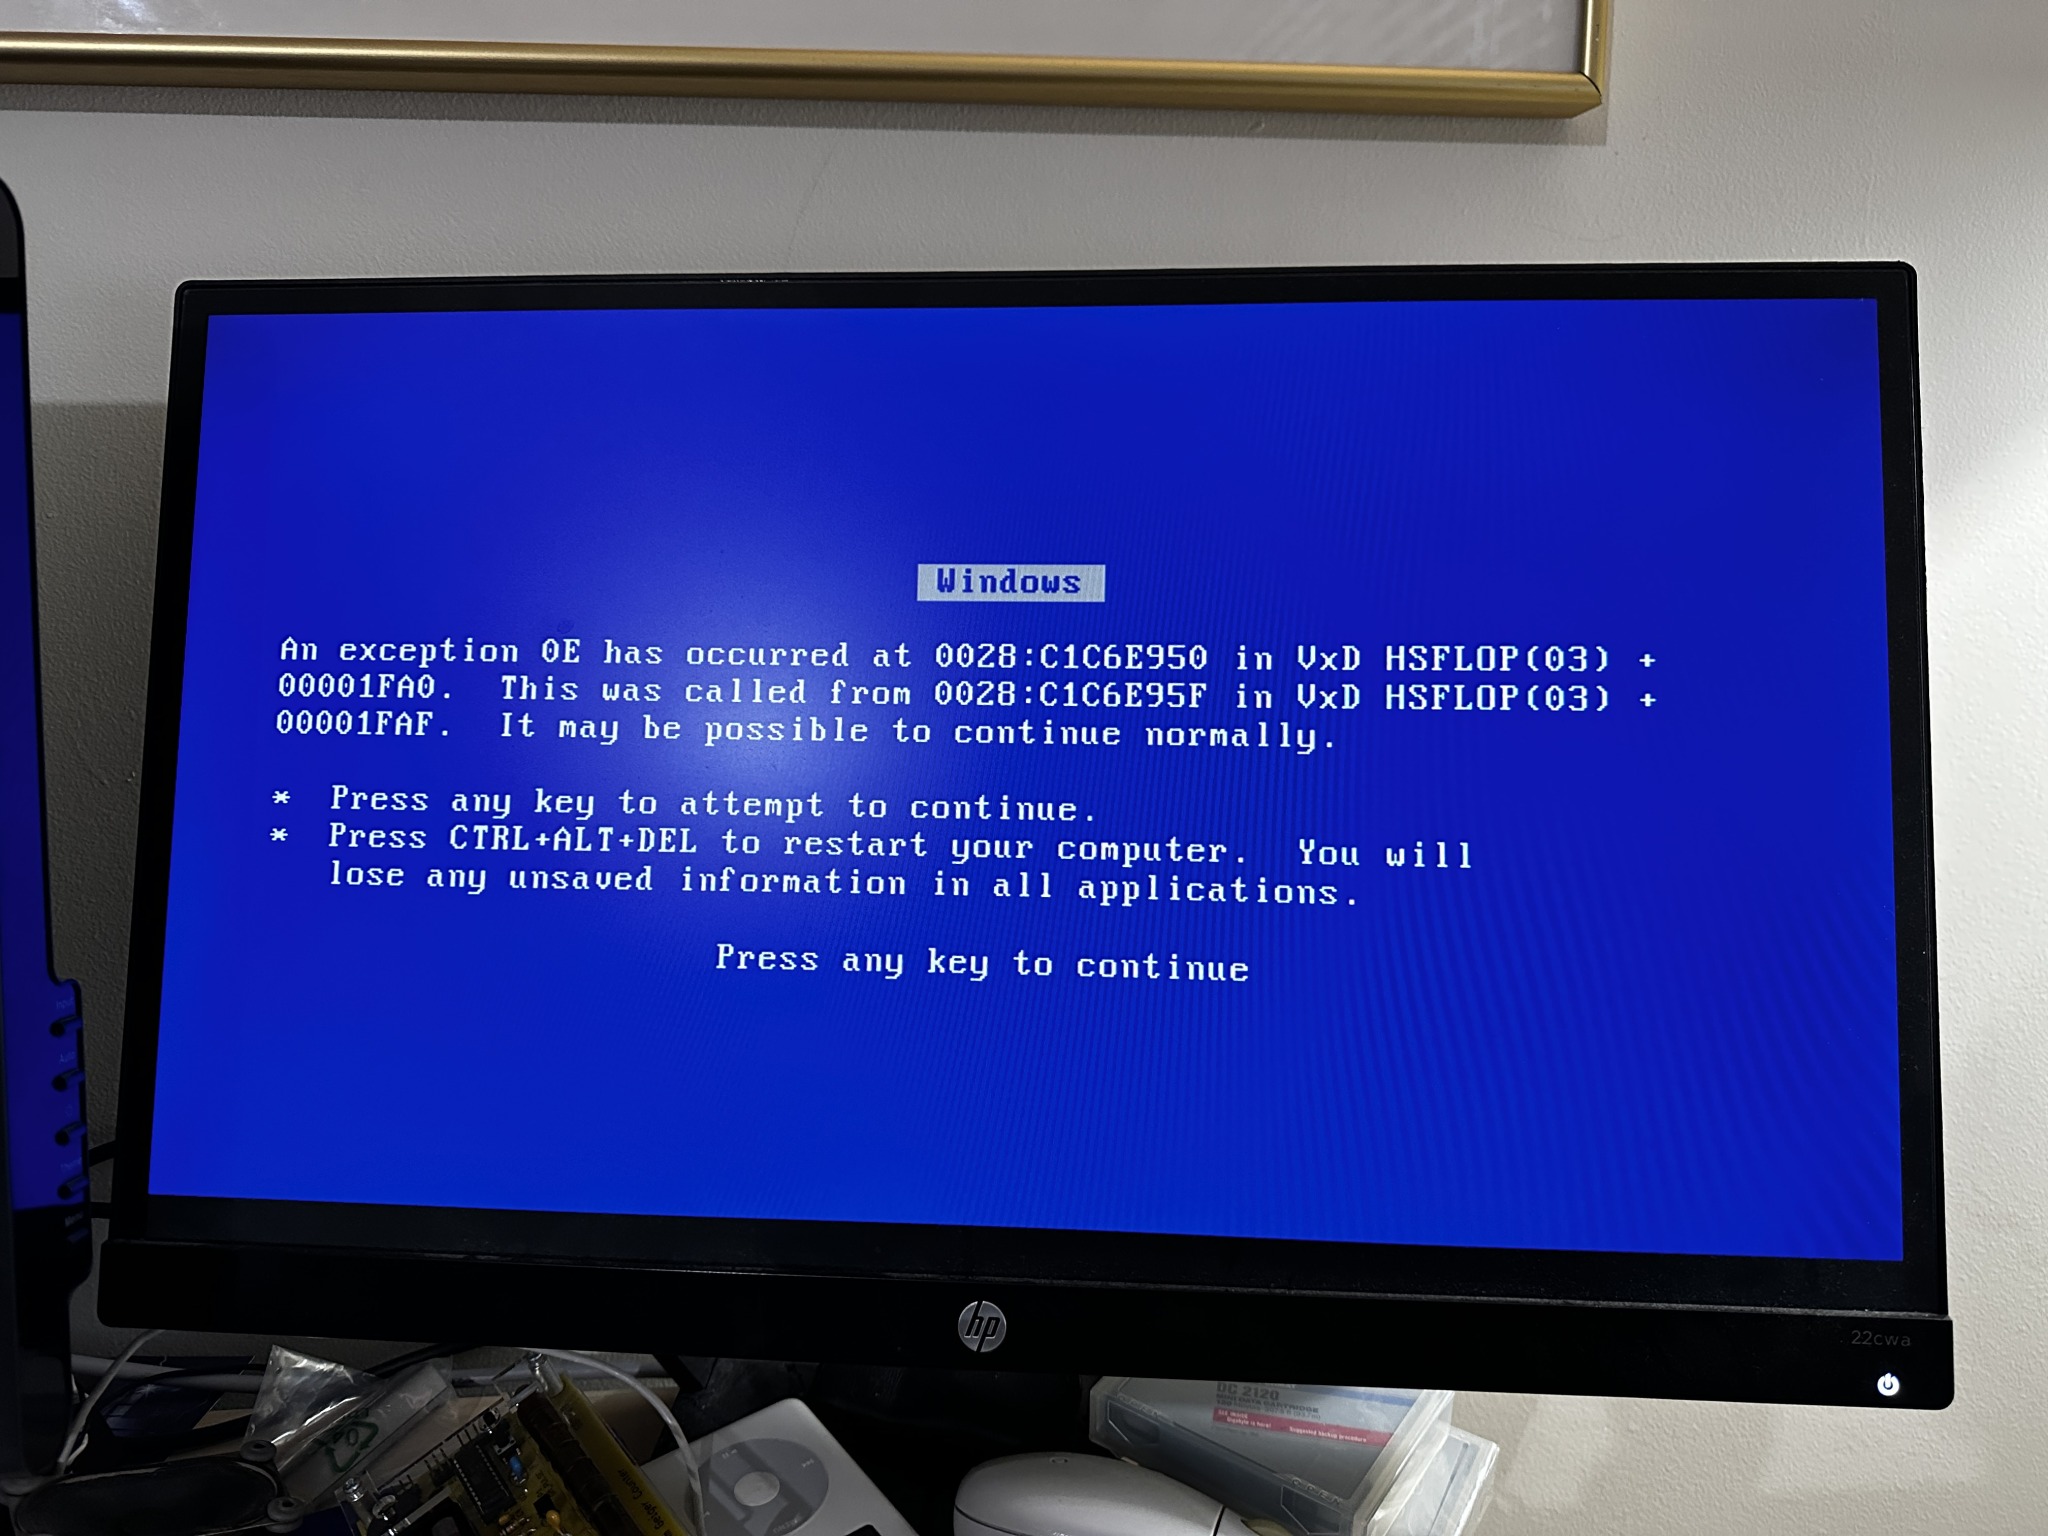 Windows
An exception 0E has occurred at 0028:C1C6E950 in VxD HSFLOP(03) +
00001FA0.  This was called from 0028:C1C6E95F in VxD HSFLOP(03) +
00001FAF.  It may be possible to continue normally.
*  Press any key to attempt to continue.
*  Press CTRL+ALT+DEL to restart your computer.  You will
lose any unsaved information in all applications.
Press any key to continue
hp
22cwa
DC 2120
MENU
Geiger Counter